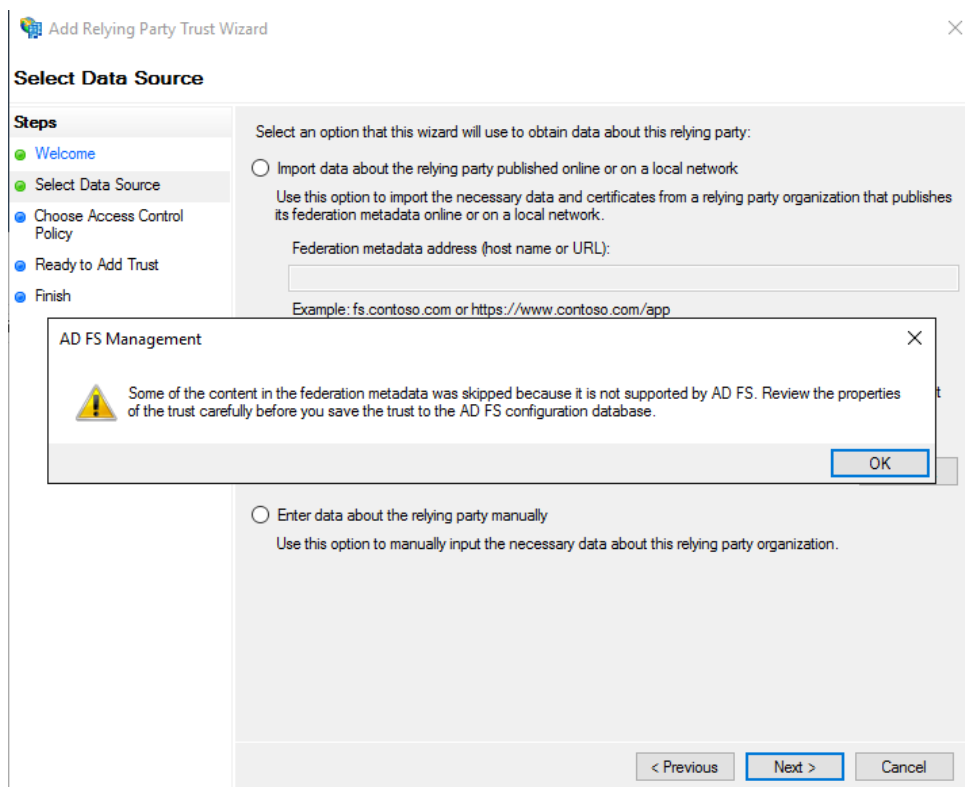 Add Relying Party Trust Wizard
Select Data Source
Steps
Welcome
Select Data Source
Choose Access Control
Policy
Ready to Add Trust
Finish
Select an option that this wizard will use to obtain data about this relying party:
Import data about the relying party published online or on a local network
Use this option to import the necessary data and certificates from a relying party organization that publishes
its federation metadata online or on a local network.
Federation metadata address (host name or URL):
Example: fs.contoso.com or https://www.contoso.com/app
AD FS Management
Some of the content in the federation metadata was skipped because it is not supported by AD FS. Review the properties
of the trust carefully before you save the trust to the AD FS configuration database.
OK
Enter data about the relying party manually
Use this option to manually input the necessary data about this relying party organization.
< Previous
Next >
Cancel